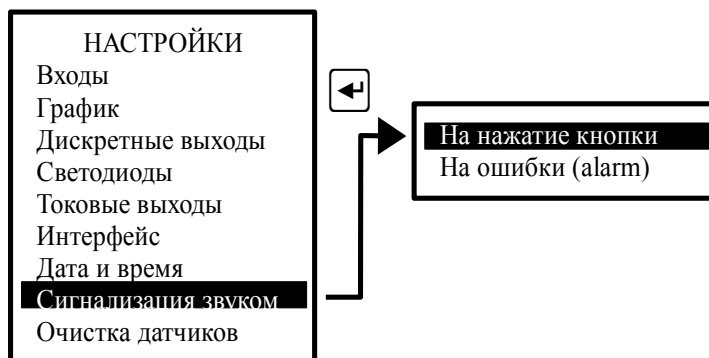 НАСТРОЙКИ
Входы
График
Дискретные выходы
Светодиоды
Токовые выходы
Интерфейс
Дата и время
Сигнализация звуком
Очистка датчиков
На нажатие кнопки
На ошибки (alarm)